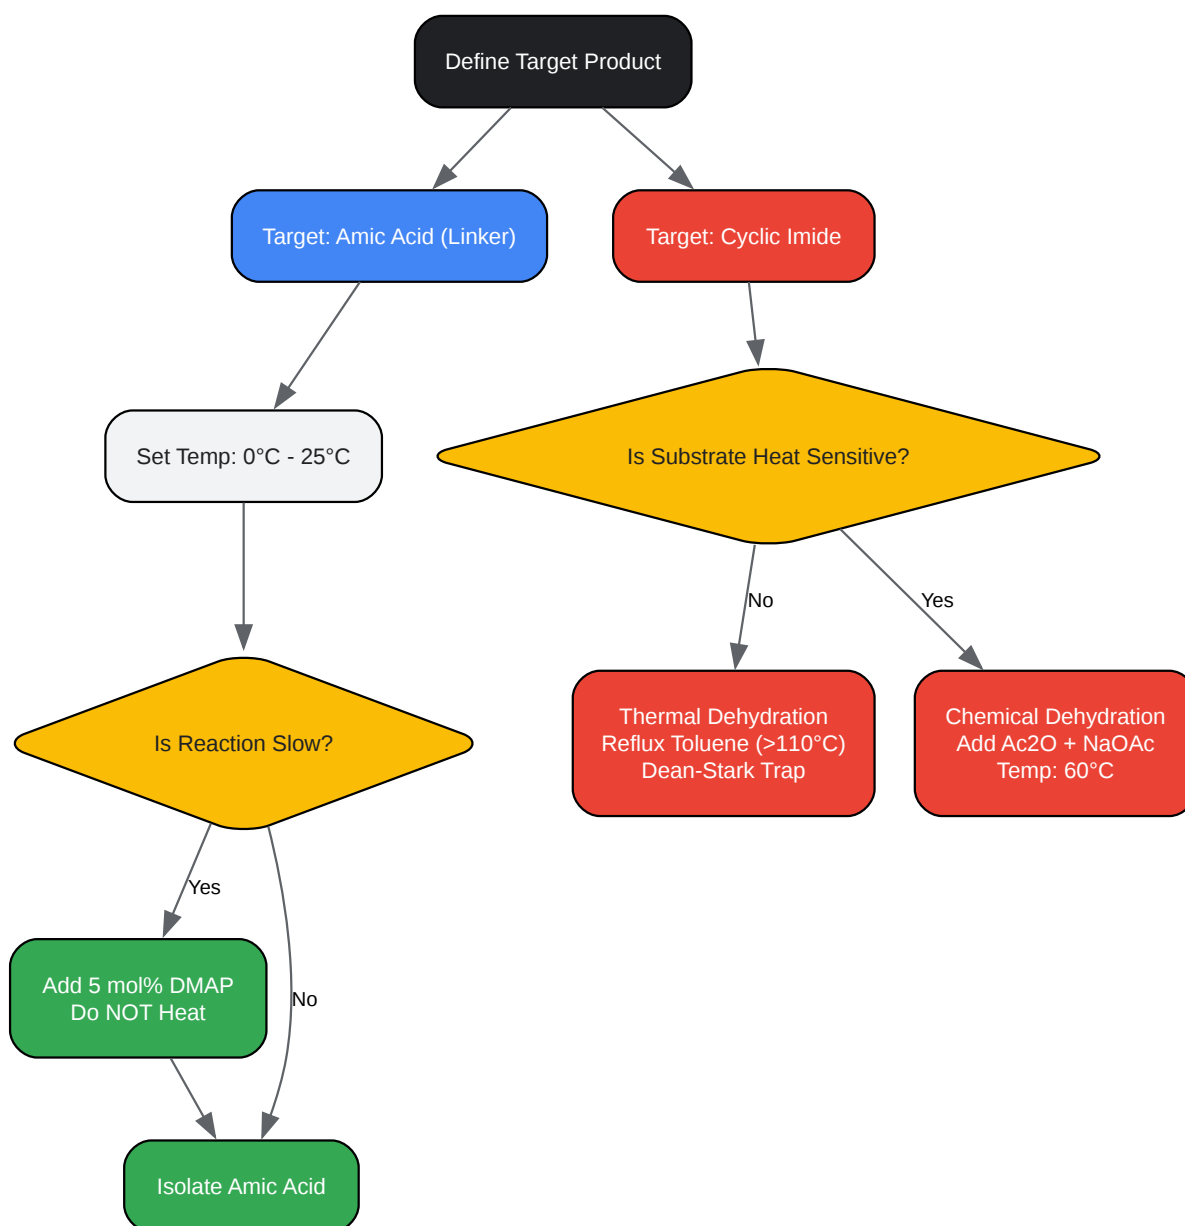 Define Target Product
Target: Amic Acid (Linker)
Target: Cyclic Imide
Set Temp: 0°C - 25°C
Is Substrate Heat Sensitive?
No
Yes
Thermal Dehydration
Reflux Toluene (>110°C)
Dean-Stark Trap
Chemical Dehydration
Add Ac2O + NaOAc
Temp: 60°C
Is Reaction Slow?
Yes
No
Add 5 mol% DMAP
Do NOT Heat
Isolate Amic Acid